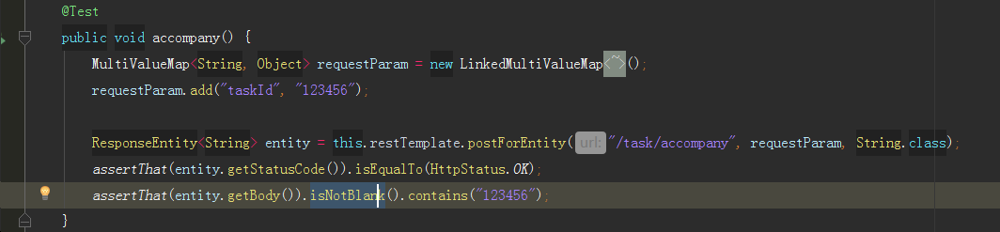 @Test
public void accompany() {
MultiValueMap<String, Object> requestParam = new LinkedMultiValueMap<~>();
requestParam.add("taskId", "123456");
ResponseEntity<String> entity = this.restTemplate.postForEntity( url: "/task/accompany", requestParam, String.class);
assertThat(entity.getStatusCode()).isEqualTo(HttpStatus.OK);
assertThat(entity.getBody()).isNotBlank().contains("123456");
}